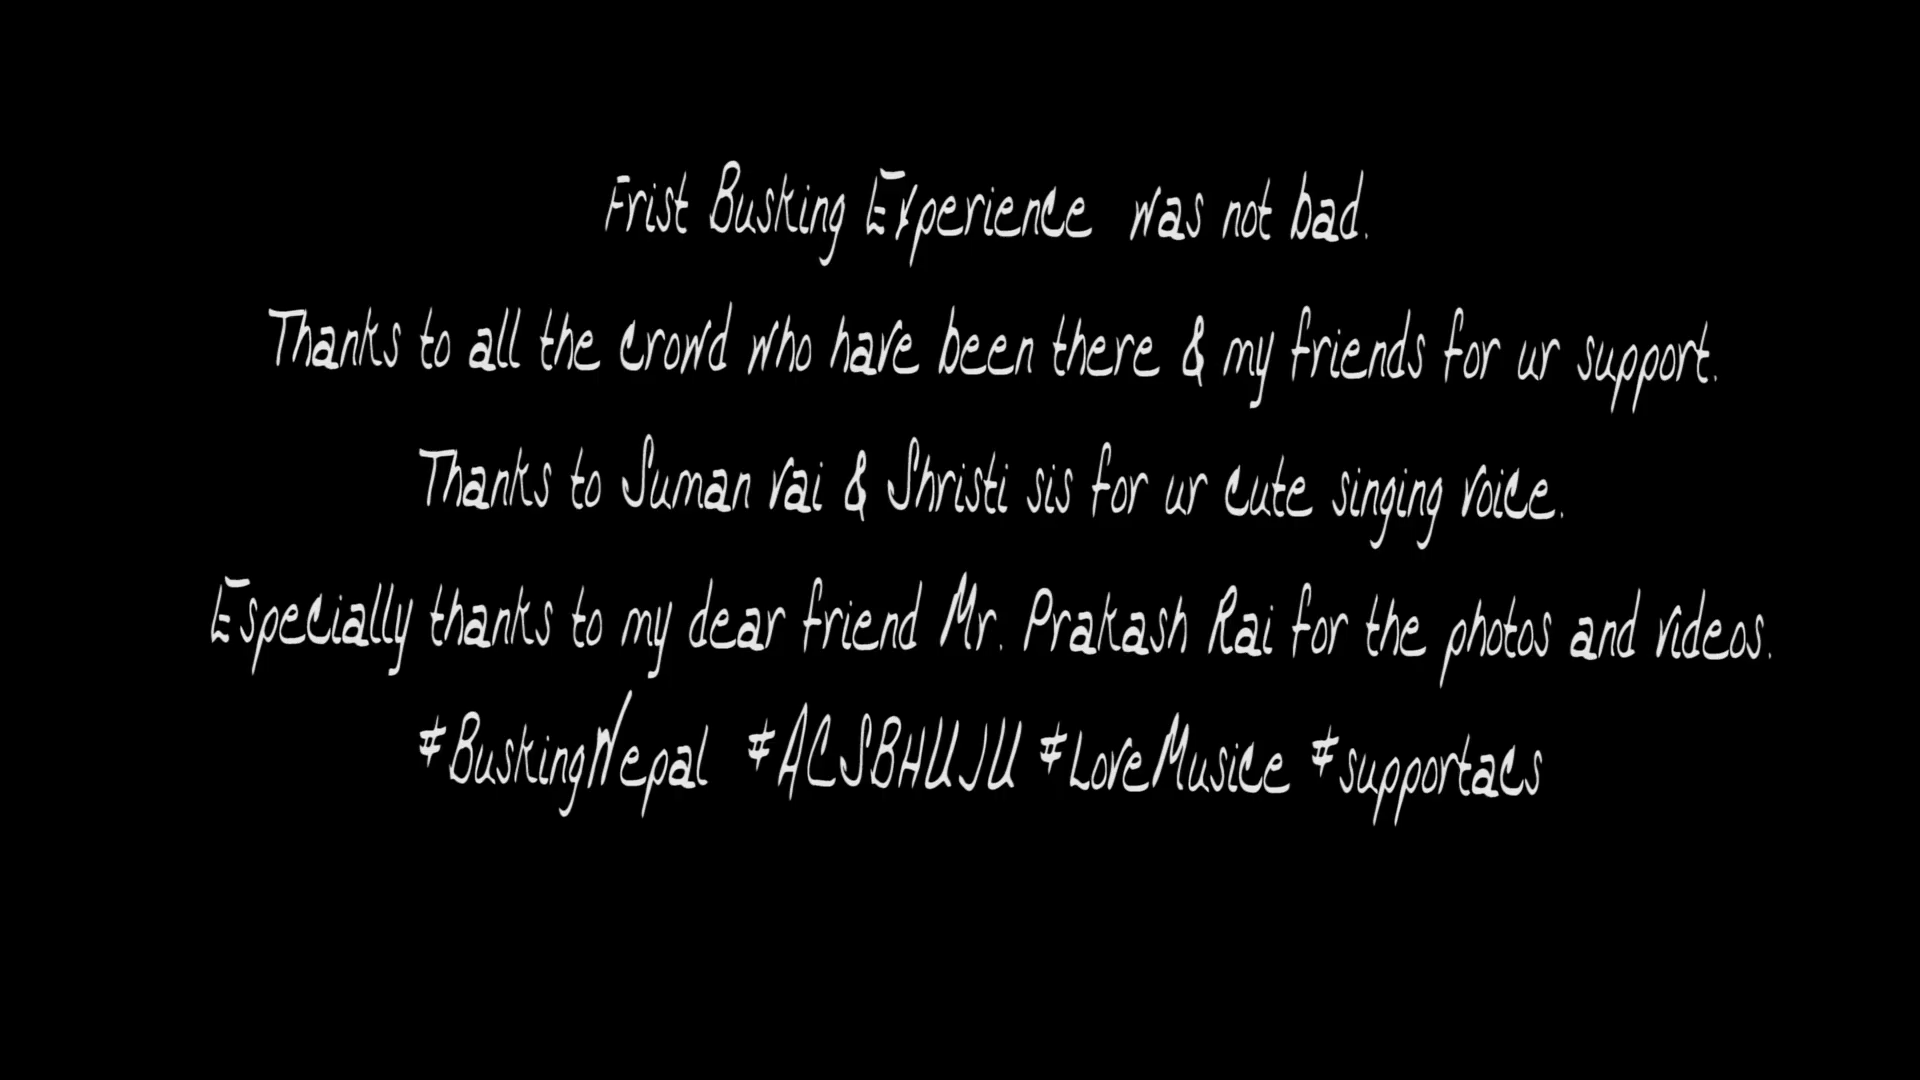 Frist Busking Experience was not bad.
Thanks to all the crowd who have been there & my friends for ur support.
Thanks to Suman rai & Shristi sis for ur cute singing voice.
Especially thanks to my dear friend Mr. Prakash Rai for the photos and videos.
#BuskingNepal #ACSBHUJU #LoveMusice #supportacs